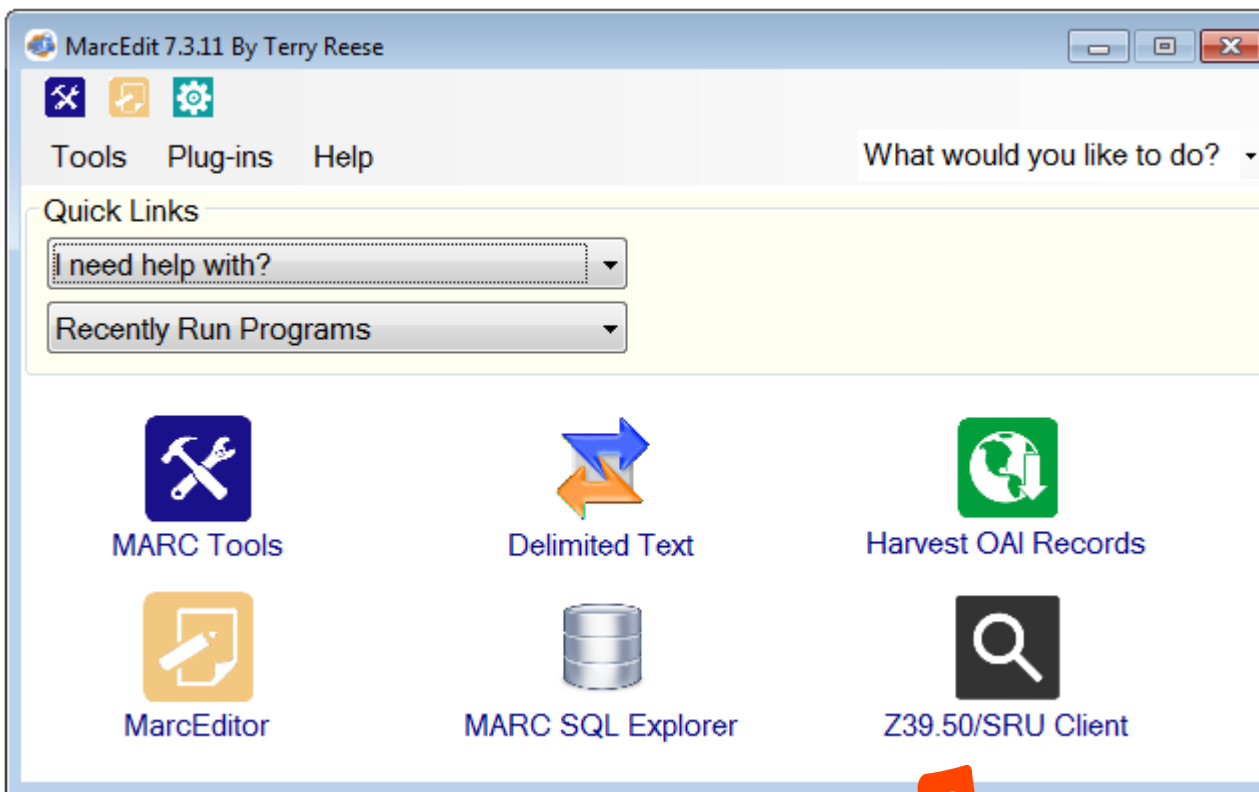 MarcEdit 7.3.11 By Terry Reese
Tools Plug-ins Help What would you like to do?
Quick Links
I need help with?
Recently Run Programs
MARC Tools Delimited Text Harvest OAI Records
MarcEditor MARC SQL Explorer Z39.50/SRU Client